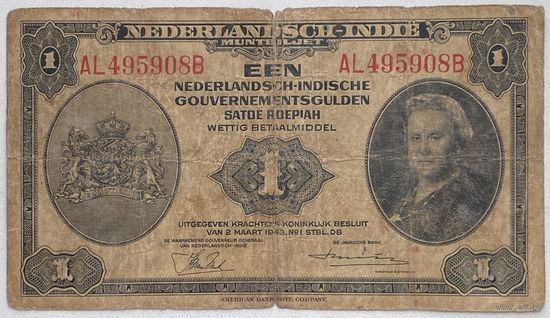 NEDERLANDSCH-INDIË
MUNTBILJET
1
1
AL495908B
AL495908B
EEN
NEDERLANDSCH-INDISCHE
GOUVERNEMENTSGULDEN
SATOE ROEPIAH
WETTIG BETAALMIDDEL
1
UITGEGEVEN KRACHTENS KONINKLIJK BESLUIT
VAN 2 MAART 1943, Nº1 STBL. DB
DE WAARNEMEND GOUVERNEUR GENERAAL
VAN NEDERLANDSCH-INDIË
DE JAVASCHE BANK
1
1
AMERICAN BANK NOTE COMPANY.